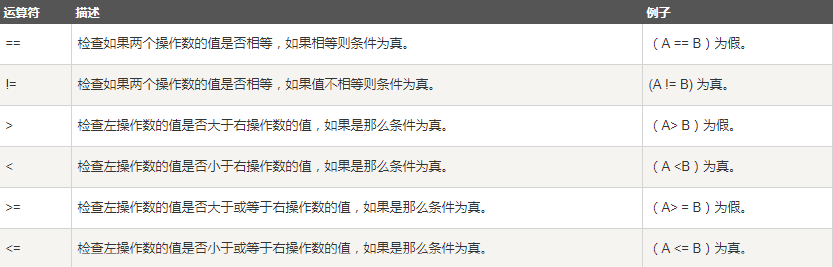 运算符 描述 例子
== 检查如果两个操作数的值是否相等，如果相等则条件为真。 （A == B）为假。
!= 检查如果两个操作数的值是否相等，如果值不相等则条件为真。 (A != B) 为真。
> 检查左操作数的值是否大于右操作数的值，如果是那么条件为真。 （A> B）为假。
< 检查左操作数的值是否小于右操作数的值，如果是那么条件为真。 （A <B）为真。
>= 检查左操作数的值是否大于或等于右操作数的值，如果是那么条件为真。 （A> = B）为假。
<= 检查左操作数的值是否小于或等于右操作数的值，如果是那么条件为真。 （A <= B）为真。